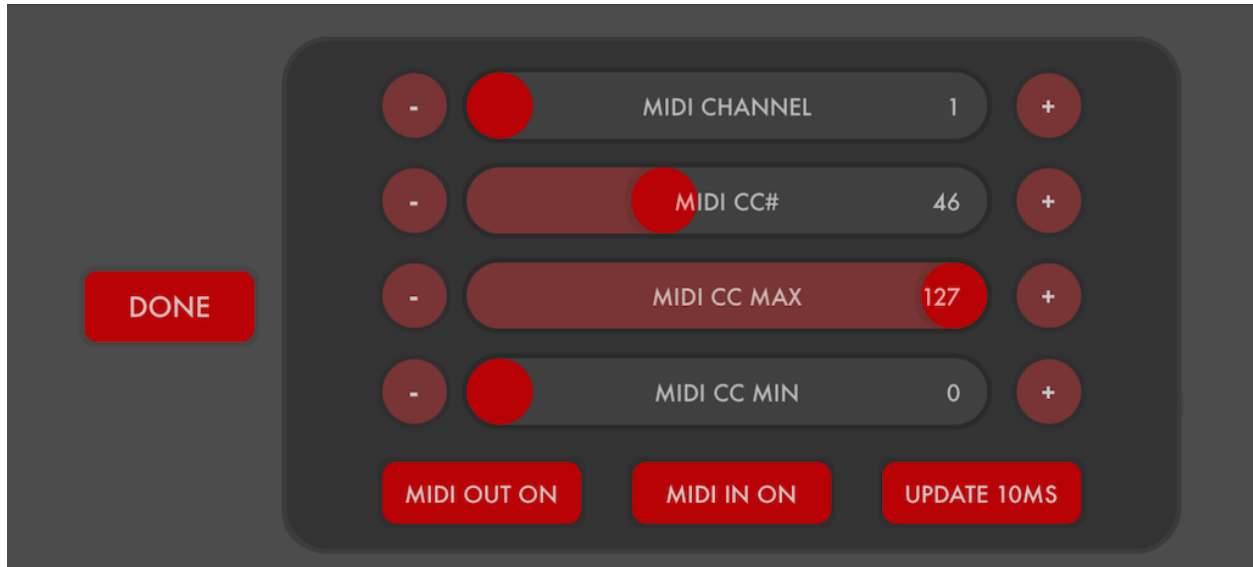 - MIDI CHANNEL 1 +
- MIDI CC# 46 +
DONE
- MIDI CC MAX 127 +
- MIDI CC MIN 0 +
MIDI OUT ON MIDI IN ON UPDATE 10MS